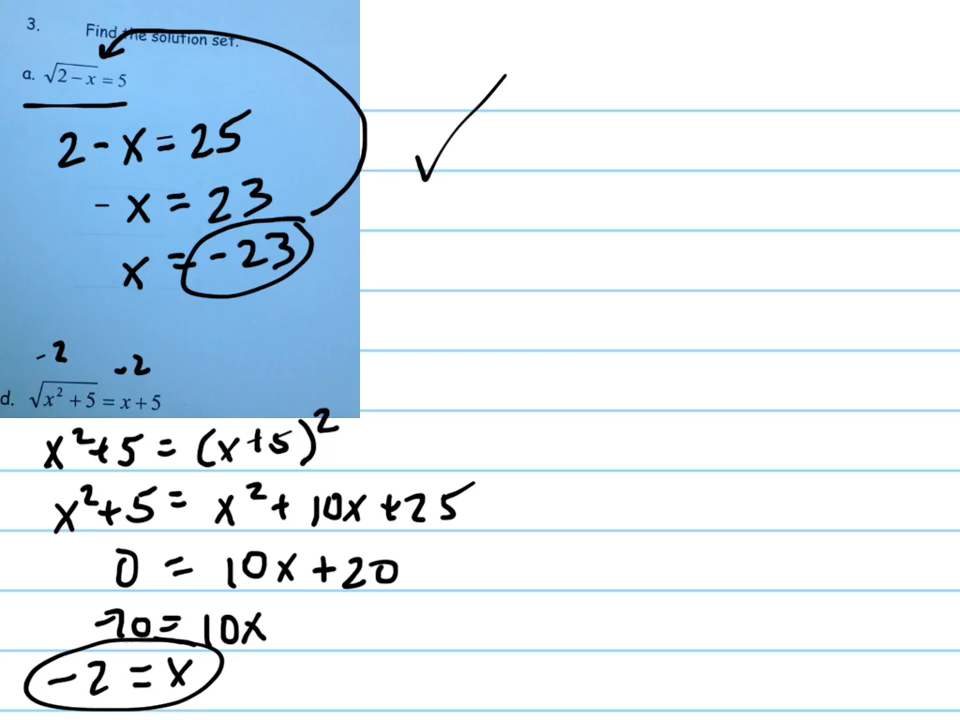 3. Find the solution set.
a. √(2 − x) = 5
2 - x = 25
- x = 23
x = -23
-2 -2
d. √(x² + 5) = x + 5
x² + 5 = (x + 5)²
x² + 5 = x² + 10x + 25
0 = 10x + 20
-20 = 10x
-2 = x